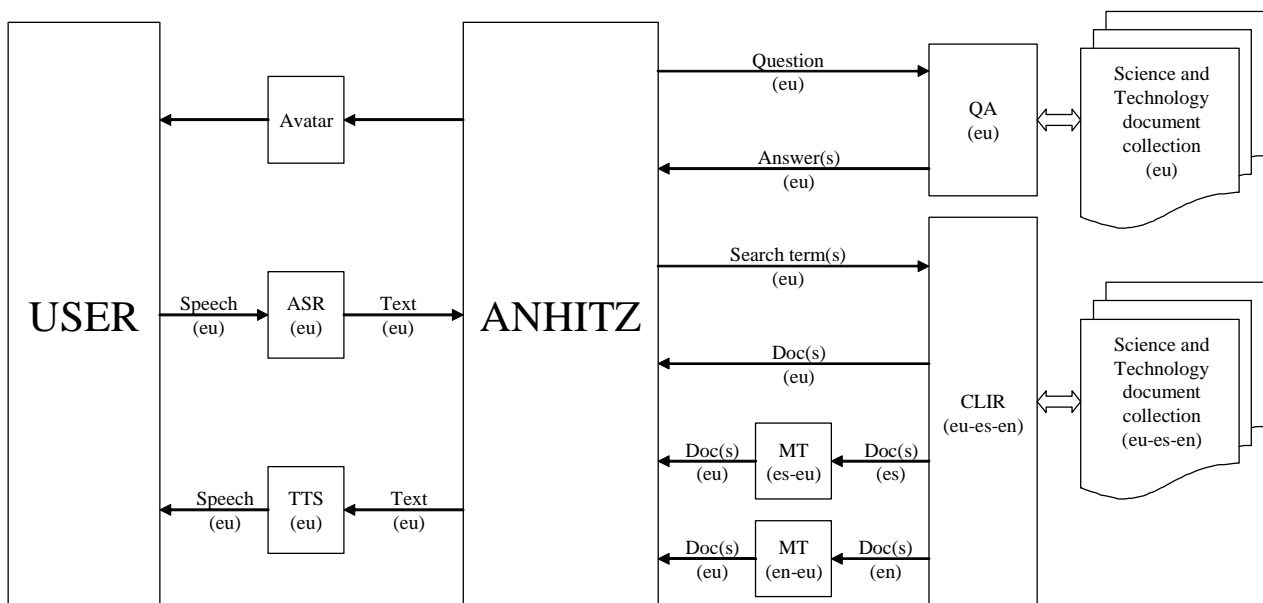 USER
Avatar
Speech
(eu)
ASR
(eu)
Text
(eu)
Speech
(eu)
TTS
(eu)
Text
(eu)
ANHITZ
Question
(eu)
Answer(s)
(eu)
QA
(eu)
Science and
Technology
document
collection
(eu)
Search term(s)
(eu)
Doc(s)
(eu)
Doc(s)
(eu)
MT
(es-eu)
Doc(s)
(es)
Doc(s)
(eu)
MT
(en-eu)
Doc(s)
(en)
CLIR
(eu-es-en)
Science and
Technology
document
collection
(eu-es-en)